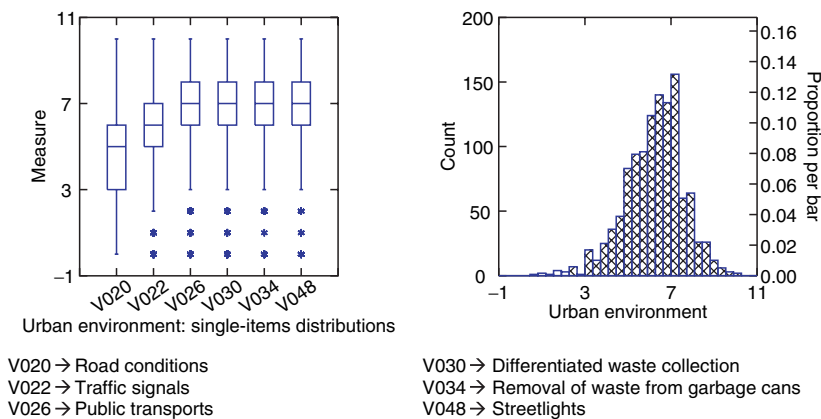 11
7
3
−1
Measure
V020 V022 V026 V030 V034 V048
Urban environment: single-items distributions
200
150
100
50
0
Count
0.16
0.14
0.12
0.10
0.08
0.06
0.04
0.02
0.00
Proportion per bar
−1 3 7 11
Urban environment
V020 → Road conditions
V022 → Traffic signals
V026 → Public transports
V030 → Differentiated waste collection
V034 → Removal of waste from garbage cans
V048 → Streetlights